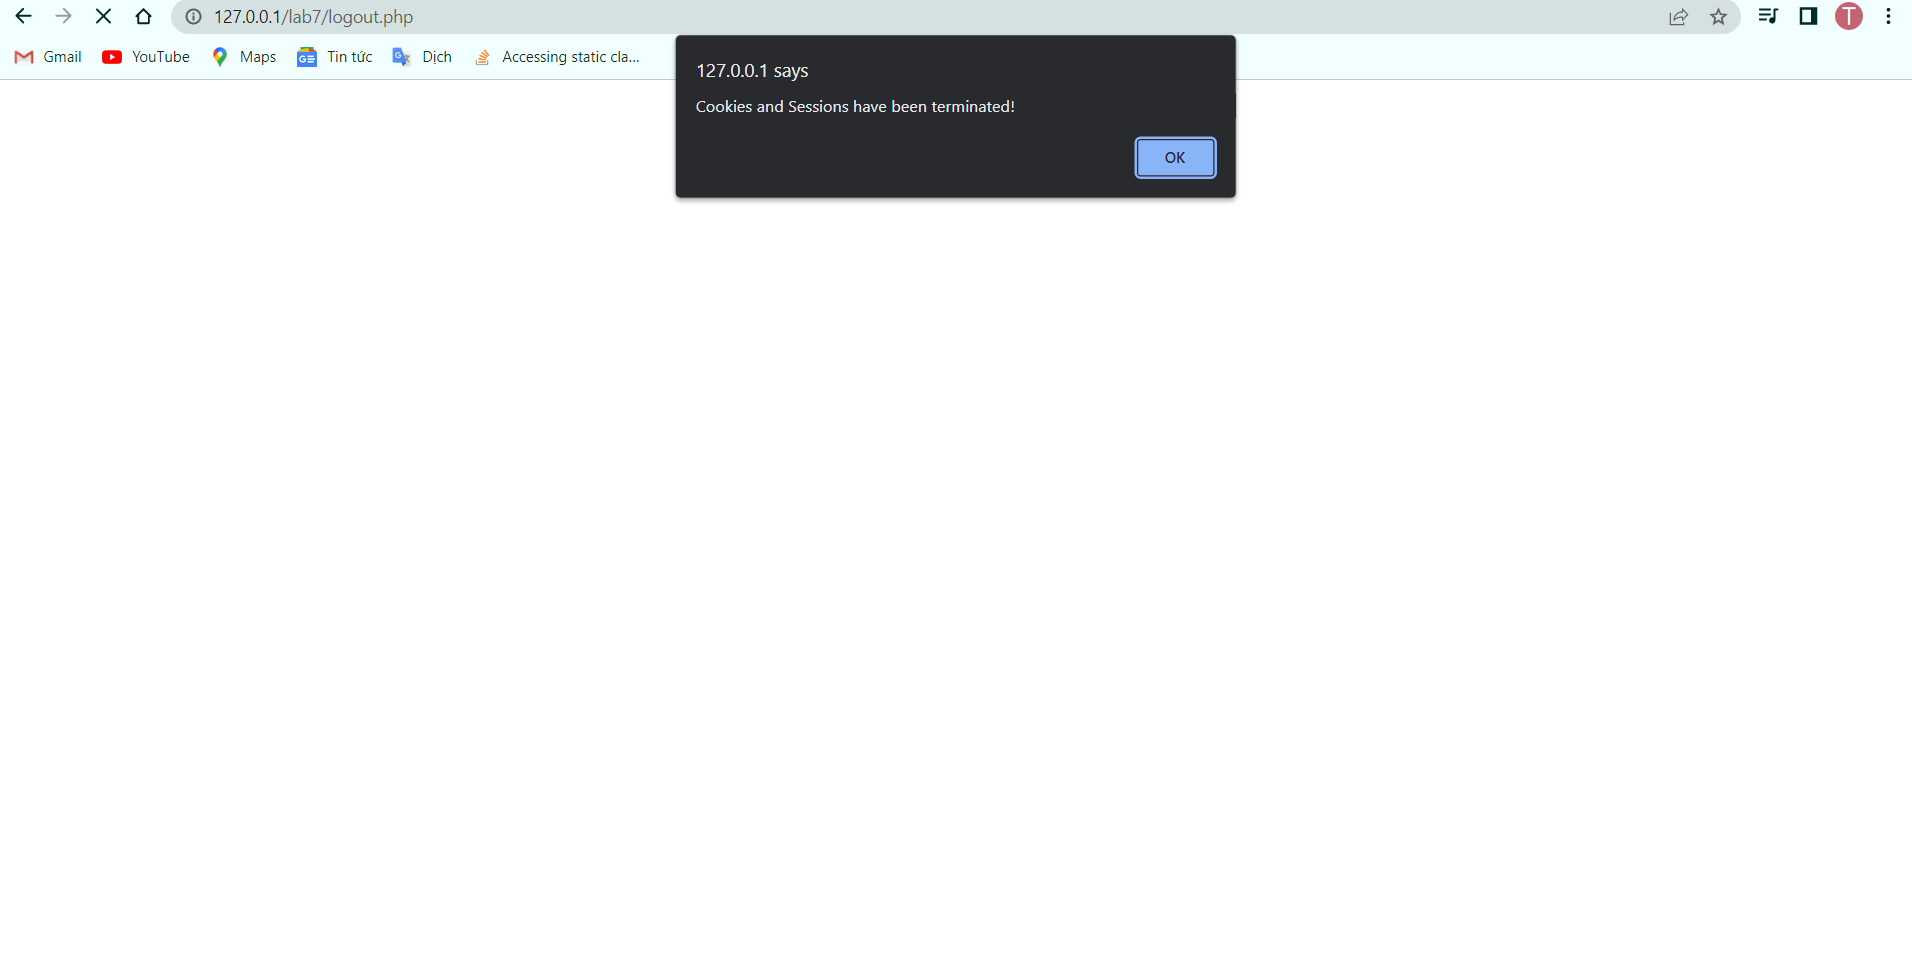 127.0.0.1/lab7/logout.php
T
Gmail YouTube Maps Tin tức Dịch Accessing static cla...
127.0.0.1 says
Cookies and Sessions have been terminated!
OK